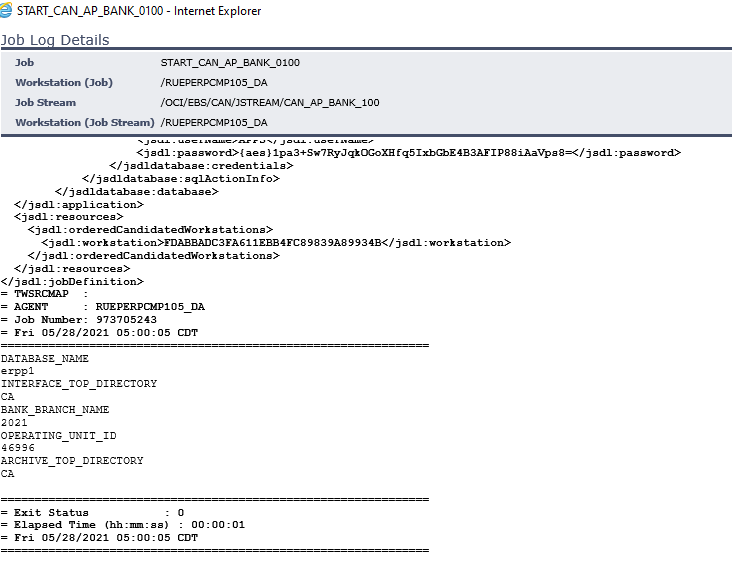 START_CAN_AP_BANK_0100 - Internet Explorer
Job Log Details
Job START_CAN_AP_BANK_0100
Workstation (Job) /RUEPERPCMP105_DA
Job Stream /OCI/EBS/CAN/JSTREAM/CAN_AP_BANK_100
Workstation (Job Stream) /RUEPERPCMP105_DA
<jsdl:userName>APPS</jsdl:userName>
<jsdl:password>{aes}1pa3+Sw7RyJqkOGoXHfq5IxbGbE4B3AFIP88iAaVps8=</jsdl:password>
</jsdldatabase:credentials>
</jsdldatabase:sqlActionInfo>
</jsdldatabase:database>
</jsdl:application>
<jsdl:resources>
<jsdl:orderedCandidatedWorkstations>
<jsdl:workstation>FDABBADC3FA611EBB4FC89839A89934B</jsdl:workstation>
</jsdl:orderedCandidatedWorkstations>
</jsdl:resources>
</jsdl:jobDefinition>
= TWSRCMAP :
= AGENT : RUEPERPCMP105_DA
= Job Number: 973705243
= Fri 05/28/2021 05:00:05 CDT
===============================================================
DATABASE_NAME
erpp1
INTERFACE_TOP_DIRECTORY
CA
BANK_BRANCH_NAME
2021
OPERATING_UNIT_ID
46996
ARCHIVE_TOP_DIRECTORY
CA
===============================================================
= Exit Status : 0
= Elapsed Time (hh:mm:ss) : 00:00:01
= Fri 05/28/2021 05:00:05 CDT
===============================================================